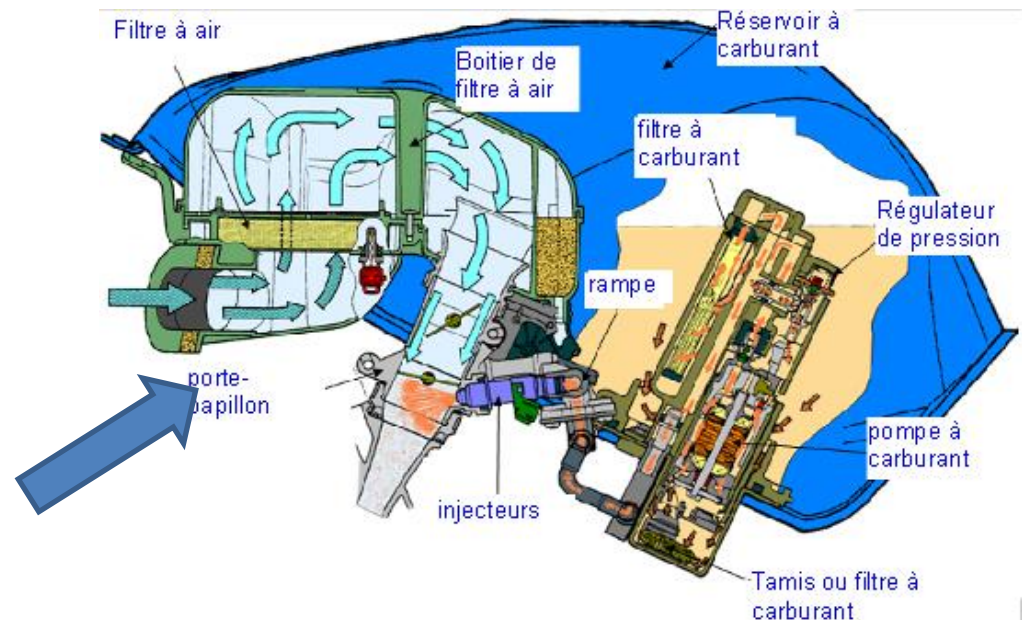 Filtre à air
Réservoir à
carburant
Boitier de
filtre à air
filtre à
carburant
Régulateur
de pression
rampe
porte-
papillon
pompe à
carburant
injecteurs
Tamis ou filtre à
carburant